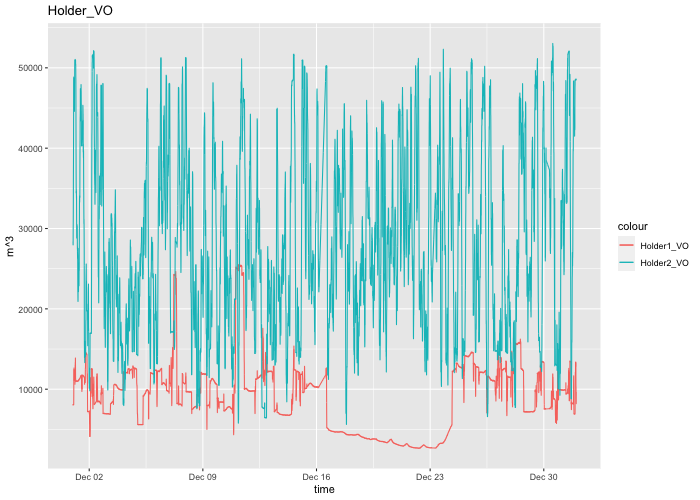 Holder_VO
m^3
50000
40000
30000
20000
10000
Dec 02
Dec 09
Dec 16
Dec 23
Dec 30
time
colour
Holder1_VO
Holder2_VO